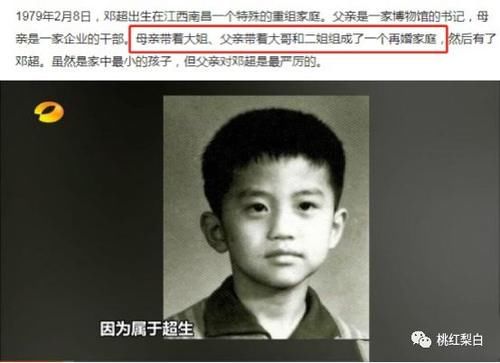 1979年2月8号，邓超出生在江西南昌一个特殊的重组家庭。父亲是一家博物馆的书记，母
亲是一家企业的干部。母亲带着大姐、父亲带着大哥和二姐组成了一个再婚家庭，然后有了
邓超。虽然是家中最小的孩子，但父亲对邓超是最严厉的。
因为属于超生
桃红梨白